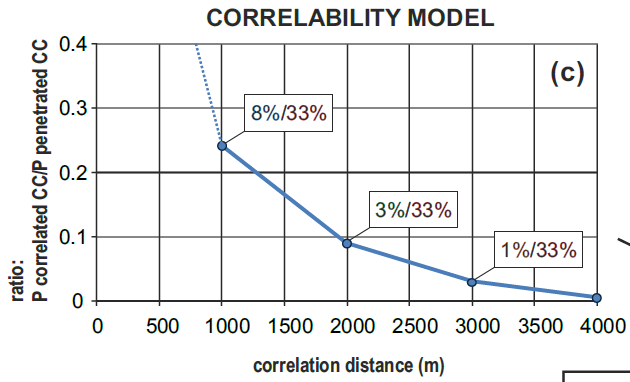 CORRELABILITY MODEL
ratio:
P correlated CC/P penetrated CC
0.4
0.3
0.2
0.1
0
(c)
8%/33%
3%/33%
1%/33%
0 500 1000 1500 2000 2500 3000 3500 4000
correlation distance (m)